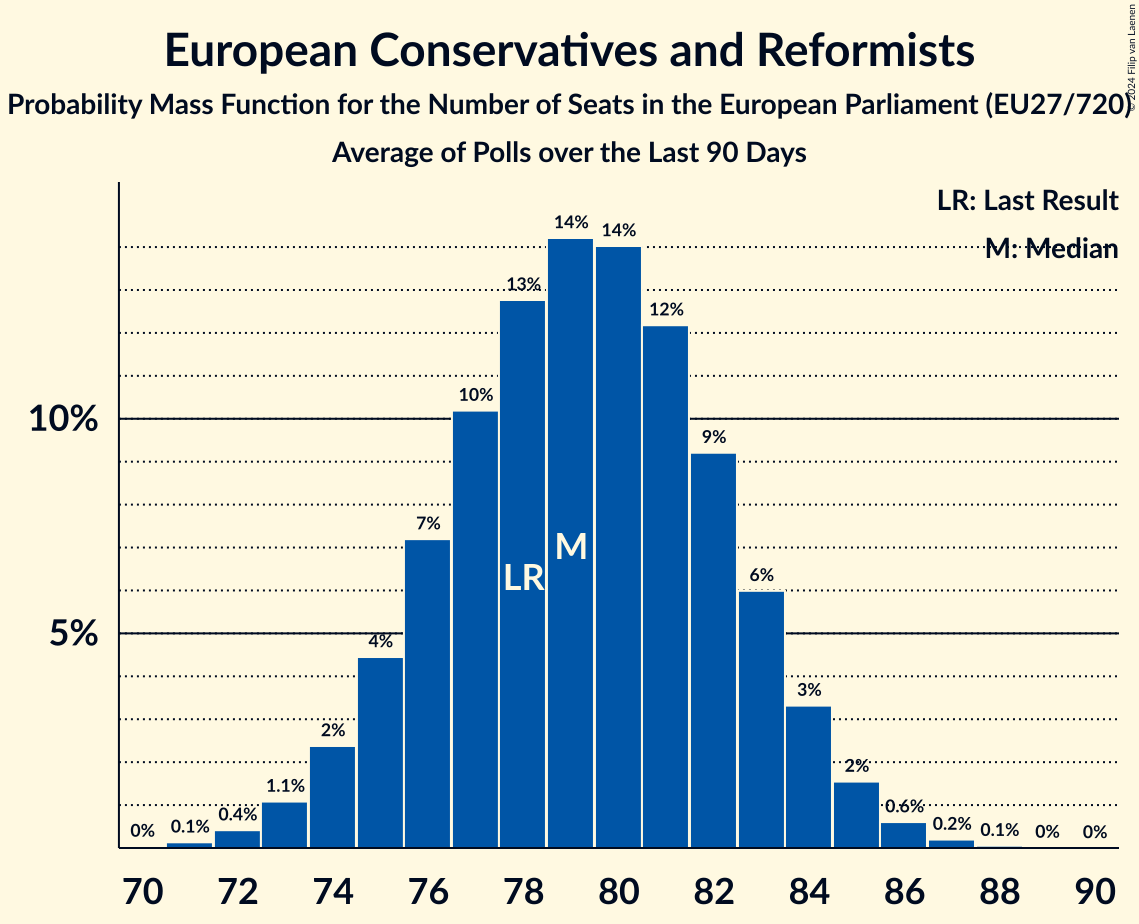 European Conservatives and Reformists
Probability Mass Function for the Number of Seats in the European Parliament (EU27/720)
Average of Polls over the Last 90 Days
© 2024 Filip van Laenen
LR: Last Result
M: Median
10%
5%
0%
0.1%
0.4%
1.1%
2%
4%
7%
10%
13%
14%
14%
12%
9%
6%
3%
2%
0.6%
0.2%
0.1%
0%
0%
LR
M
70 72 74 76 78 80 82 84 86 88 90